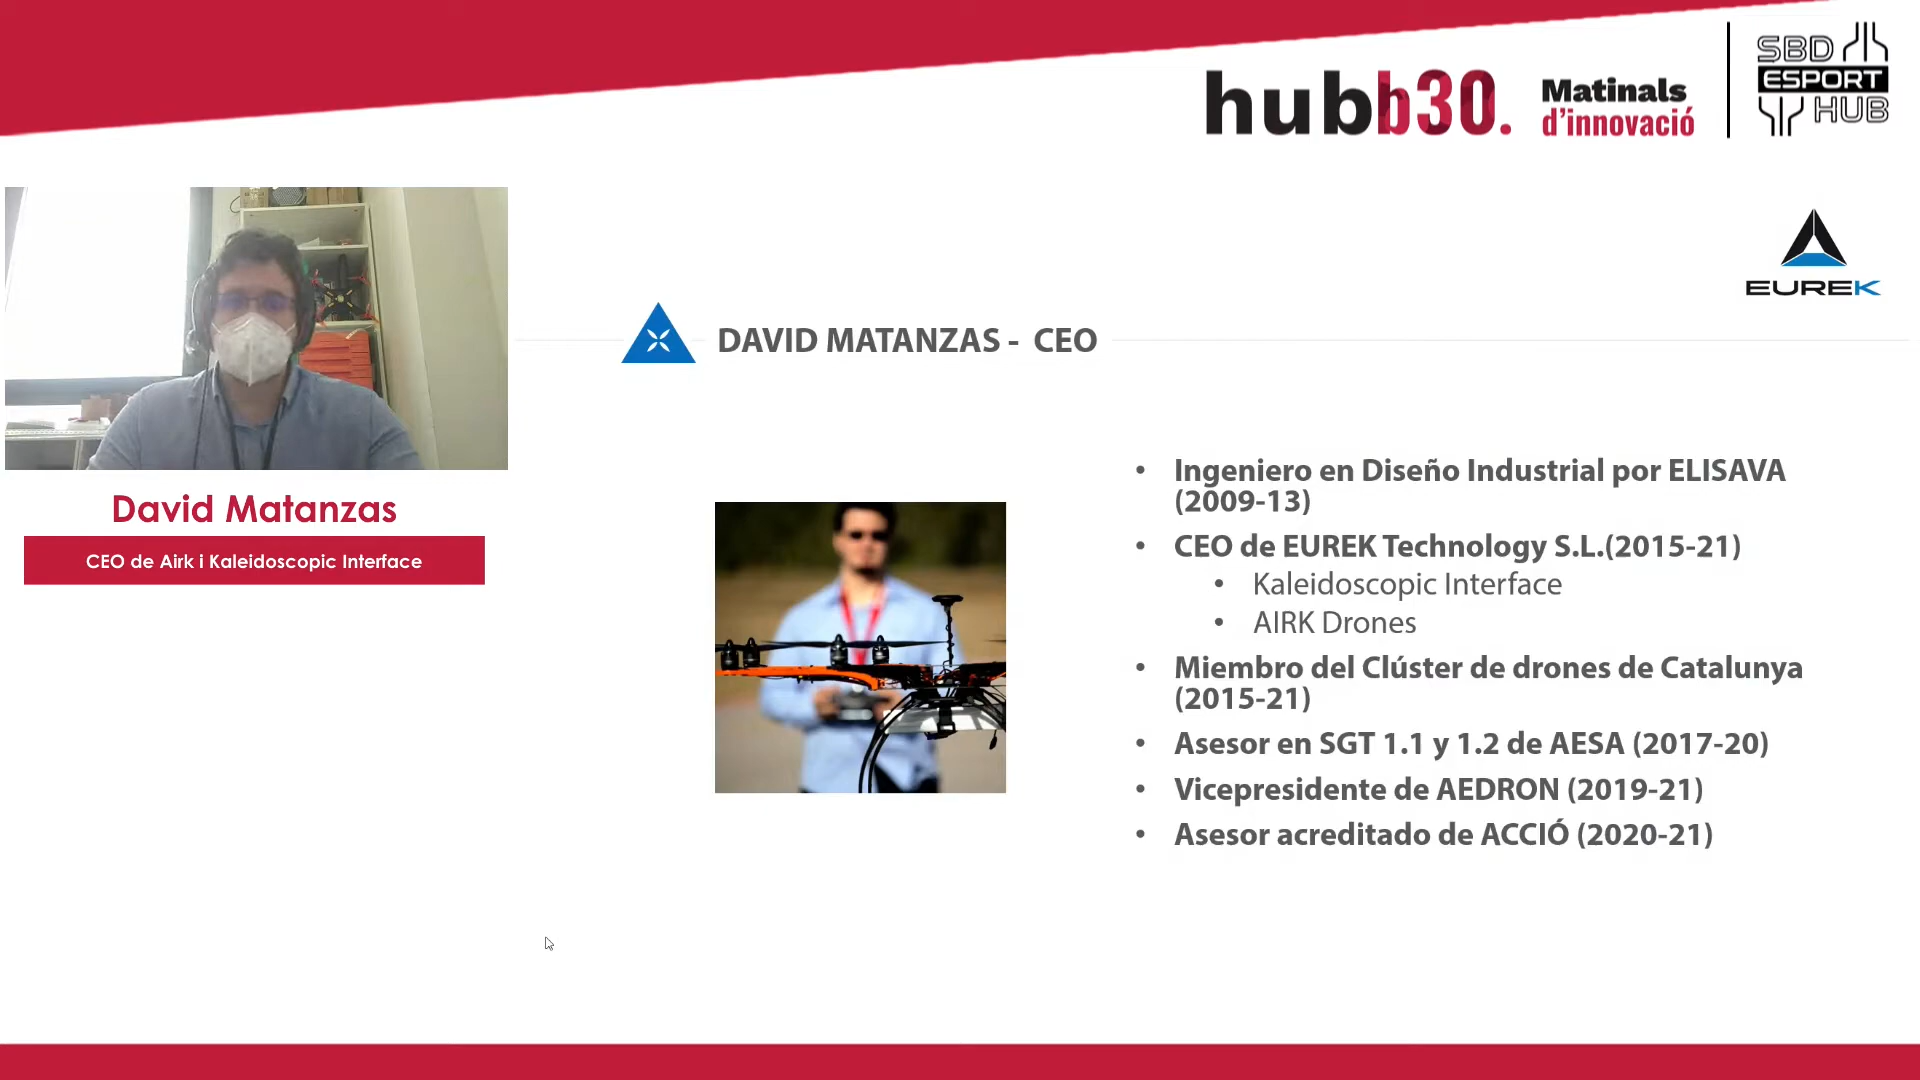 hubb30.
Matinals
d'innovació
SBD
ESPORT
HUB
EUREK
DAVID MATANZAS - CEO
David Matanzas
CEO de Airk i Kaleidoscopic Interface
• Ingeniero en Diseño Industrial por ELISAVA
(2009-13)
• CEO de EUREK Technology S.L.(2015-21)
• Kaleidoscopic Interface
• AIRK Drones
• Miembro del Clúster de drones de Catalunya
(2015-21)
• Asesor en SGT 1.1 y 1.2 de AESA (2017-20)
• Vicepresidente de AEDRON (2019-21)
• Asesor acreditado de ACCIÓ (2020-21)